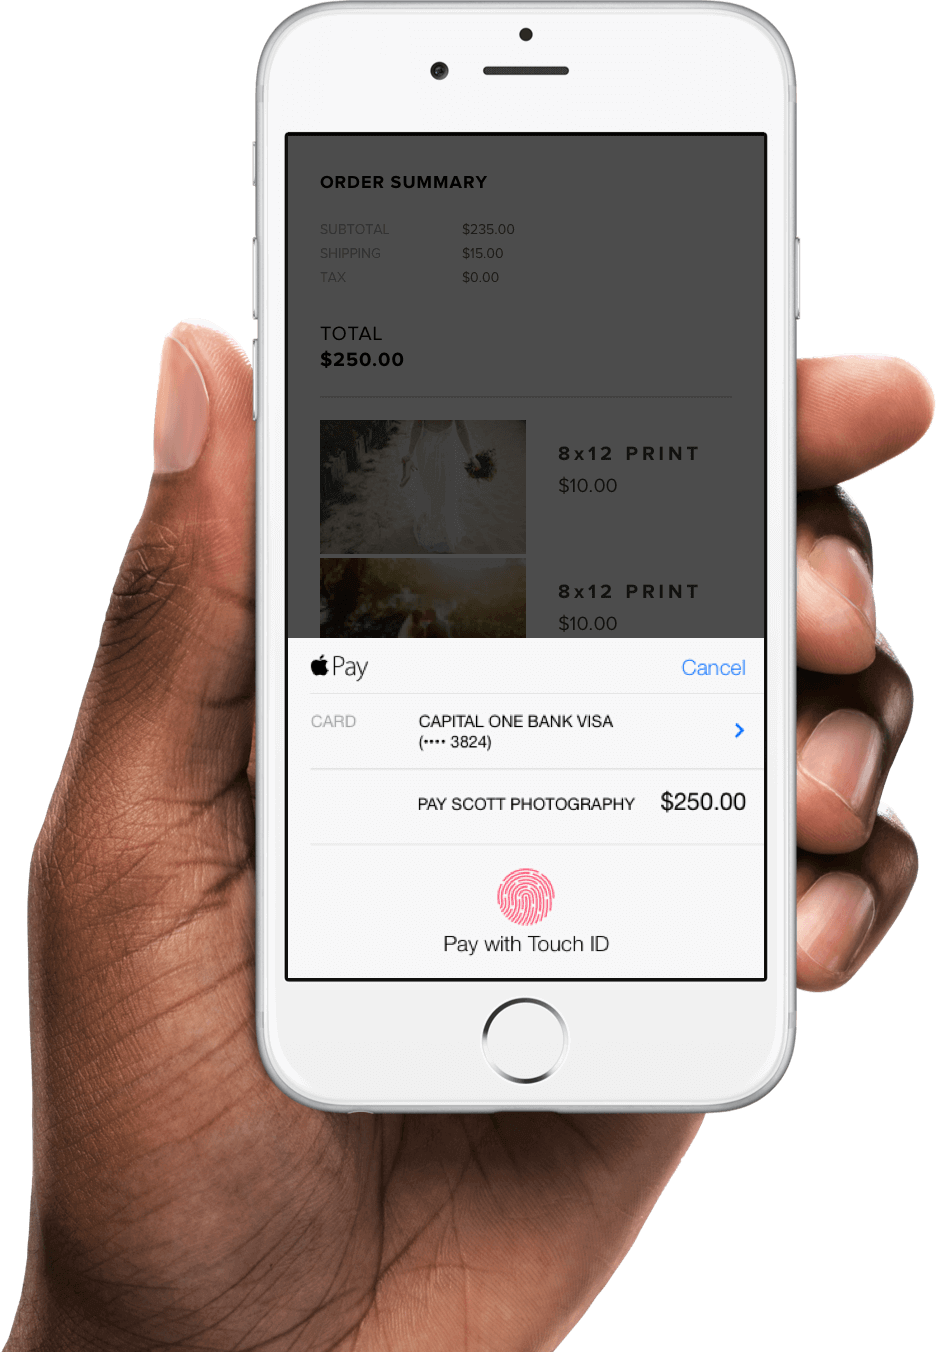 ORDER SUMMARY
SUBTOTAL $235.00
SHIPPING $15.00
TAX $0.00
TOTAL
$250.00
8x12 PRINT
$10.00
8x12 PRINT
$10.00
Pay Cancel
CARD CAPITAL ONE BANK VISA
(•••• 3824)
PAY SCOTT PHOTOGRAPHY $250.00
Pay with Touch ID